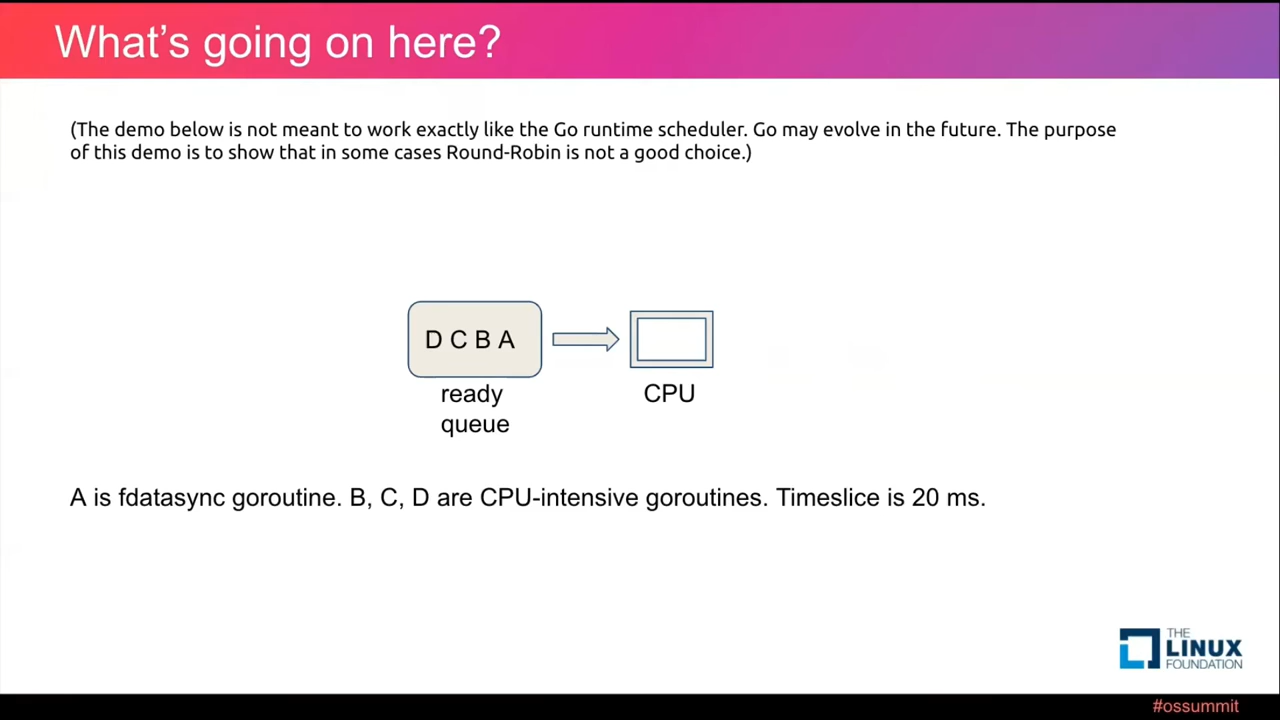 What's going on here?
(The demo below is not meant to work exactly like the Go runtime scheduler. Go may evolve in the future. The purpose
of this demo is to show that in some cases Round-Robin is not a good choice.)
D C B A
ready
queue
CPU
A is fdatasync goroutine. B, C, D are CPU-intensive goroutines. Timeslice is 20 ms.
THE
LINUX
FOUNDATION
#ossummit